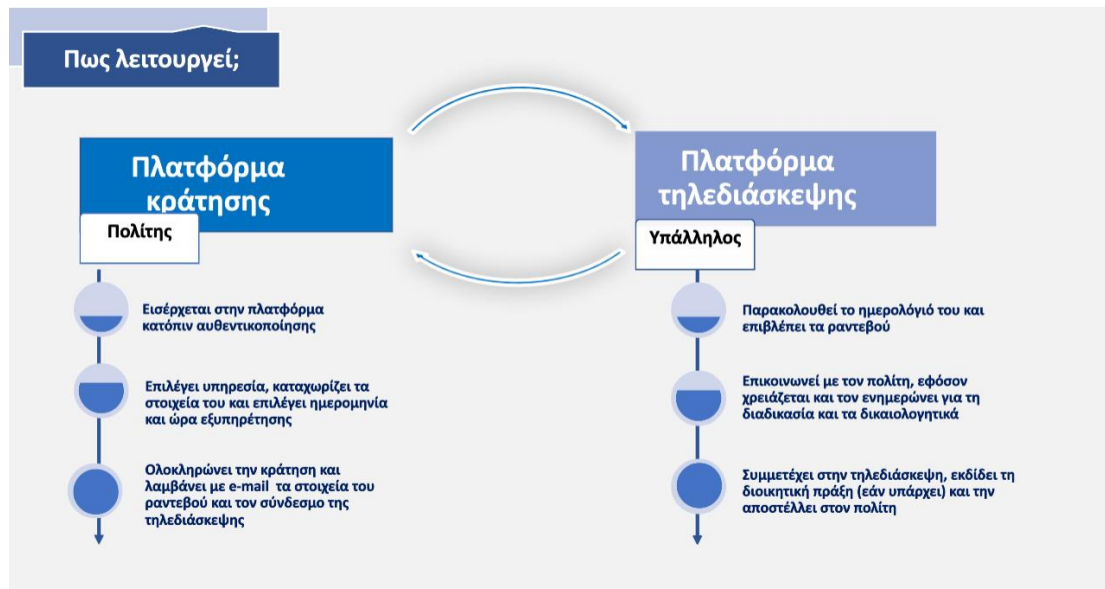 Πως λειτουργεί;
Πλατφόρμα
κράτησης
Πολίτης
Εισέρχεται στην πλατφόρμα
κατόπιν αυθεντικοποίησης
Επιλέγει υπηρεσία, καταχωρίζει τα
στοιχεία του και επιλέγει ημερομηνία
και ώρα εξυπηρέτησης
Ολοκληρώνει την κράτηση και
λαμβάνει με e-mail τα στοιχεία του
ραντεβού και τον σύνδεσμο της
τηλεδιάσκεψης
Πλατφόρμα
τηλεδιάσκεψης
Υπάλληλος
Παρακολουθεί το ημερολόγιό του και
επιβλέπει τα ραντεβού
Επικοινωνεί με τον πολίτη, εφόσον
χρειάζεται και τον ενημερώνει για τη
διαδικασία και τα δικαιολογητικά
Συμμετέχει στην τηλεδιάσκεψη, εκδίδει τη
διοικητική πράξη (εάν υπάρχει) και την
αποστέλλει στον πολίτη